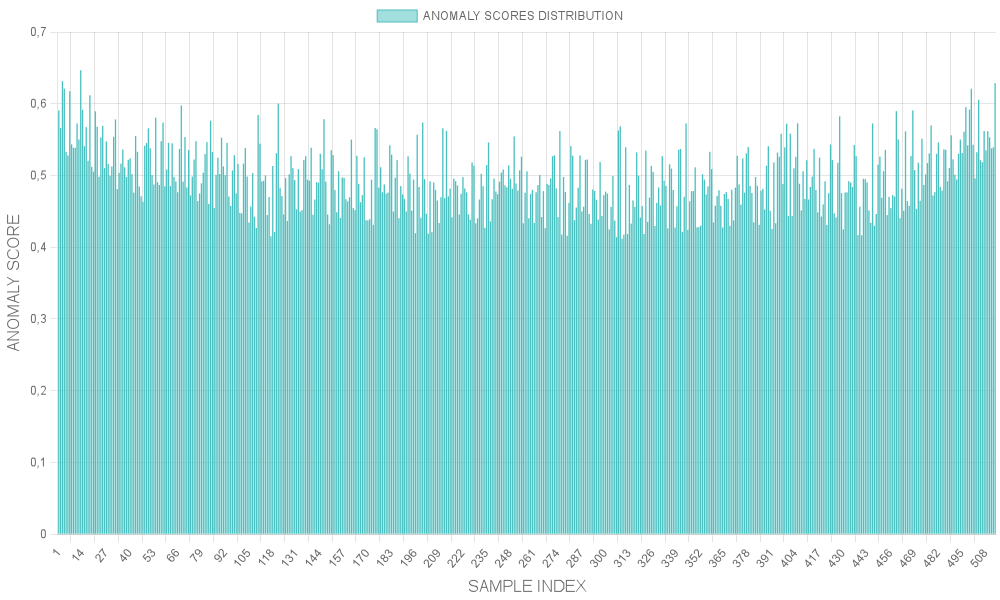 ANOMALY SCORES DISTRIBUTION
0,7
0,6
0,5
0,4
0,3
0,2
0,1
0
ANOMALY SCORE
1 14 27 40 53 66 79 92 105 118 131 144 157 170 183 196 209 222 235 248 261 274 287 300 313 326 339 352 365 378 391 404 417 430 443 456 469 482 495 508
SAMPLE INDEX